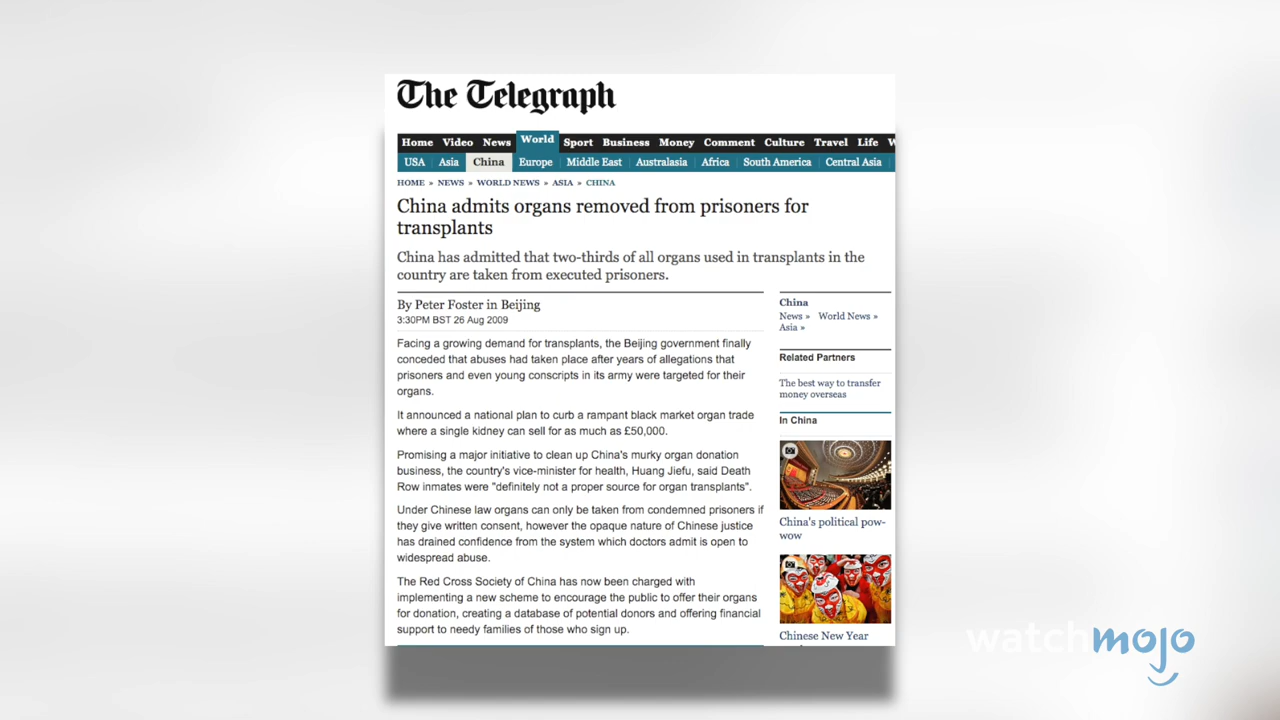 The Telegraph
Home Video News World Sport Business Money Comment Culture Travel Life
USA Asia China Europe Middle East Australasia Africa South America Central Asia
HOME » NEWS » WORLD NEWS » ASIA » CHINA
China admits organs removed from prisoners for
transplants
China has admitted that two-thirds of all organs used in transplants in the
country are taken from executed prisoners.
By Peter Foster in Beijing
3:30PM BST 26 Aug 2009
Facing a growing demand for transplants, the Beijing government finally
conceded that abuses had taken place after years of allegations that
prisoners and even young conscripts in its army were targeted for their
organs.
It announced a national plan to curb a rampant black market organ trade
where a single kidney can sell for as much as £50,000.
Promising a major initiative to clean up China's murky organ donation
business, the country's vice-minister for health, Huang Jiefu, said Death
Row inmates were "definitely not a proper source for organ transplants".
Under Chinese law organs can only be taken from condemned prisoners if
they give written consent, however the opaque nature of Chinese justice
has drained confidence from the system which doctors admit is open to
widespread abuse.
The Red Cross Society of China has now been charged with
implementing a new scheme to encourage the public to offer their organs
for donation, creating a database of potential donors and offering financial
support to needy families of those who sign up.
China
News » World News »
Asia »
Related Partners
The best way to transfer
money overseas
In China
China's political pow-
wow
Chinese New Year
watchmojo